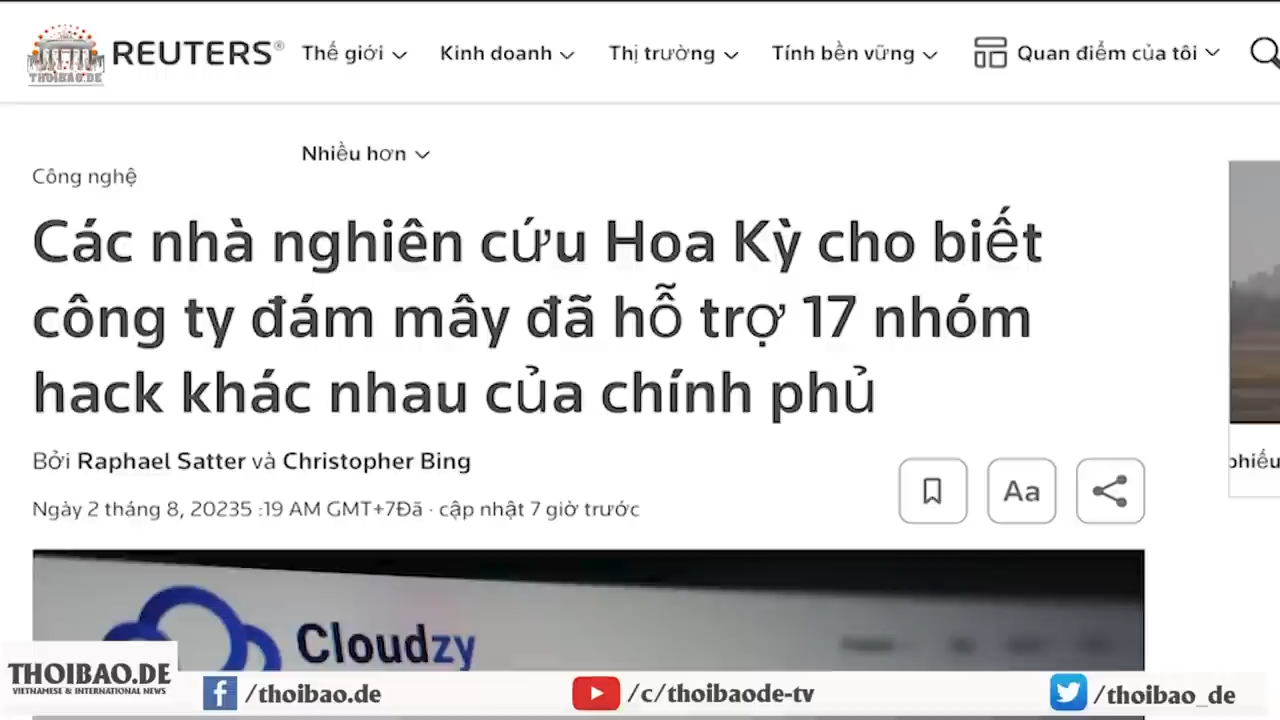 REUTERS®
Thế giới
Kinh doanh
Thị trường
Tính bền vững
Quan điểm của tôi
THOIBAO.DE
Nhiều hơn
Công nghệ
Các nhà nghiên cứu Hoa Kỳ cho biết
công ty đám mây đã hỗ trợ 17 nhóm
hack khác nhau của chính phủ
Bởi Raphael Satter và Christopher Bing
Ngày 2 tháng 8, 20235 :19 AM GMT+7Đã · cập nhật 7 giờ trước
Aa
phiếu
Cloudzy
THOIBAO.DE
VIETNAMESE & INTERNATIONAL NEWS
/thoibao.de
/c/thoibaode-tv
/thoibao_de